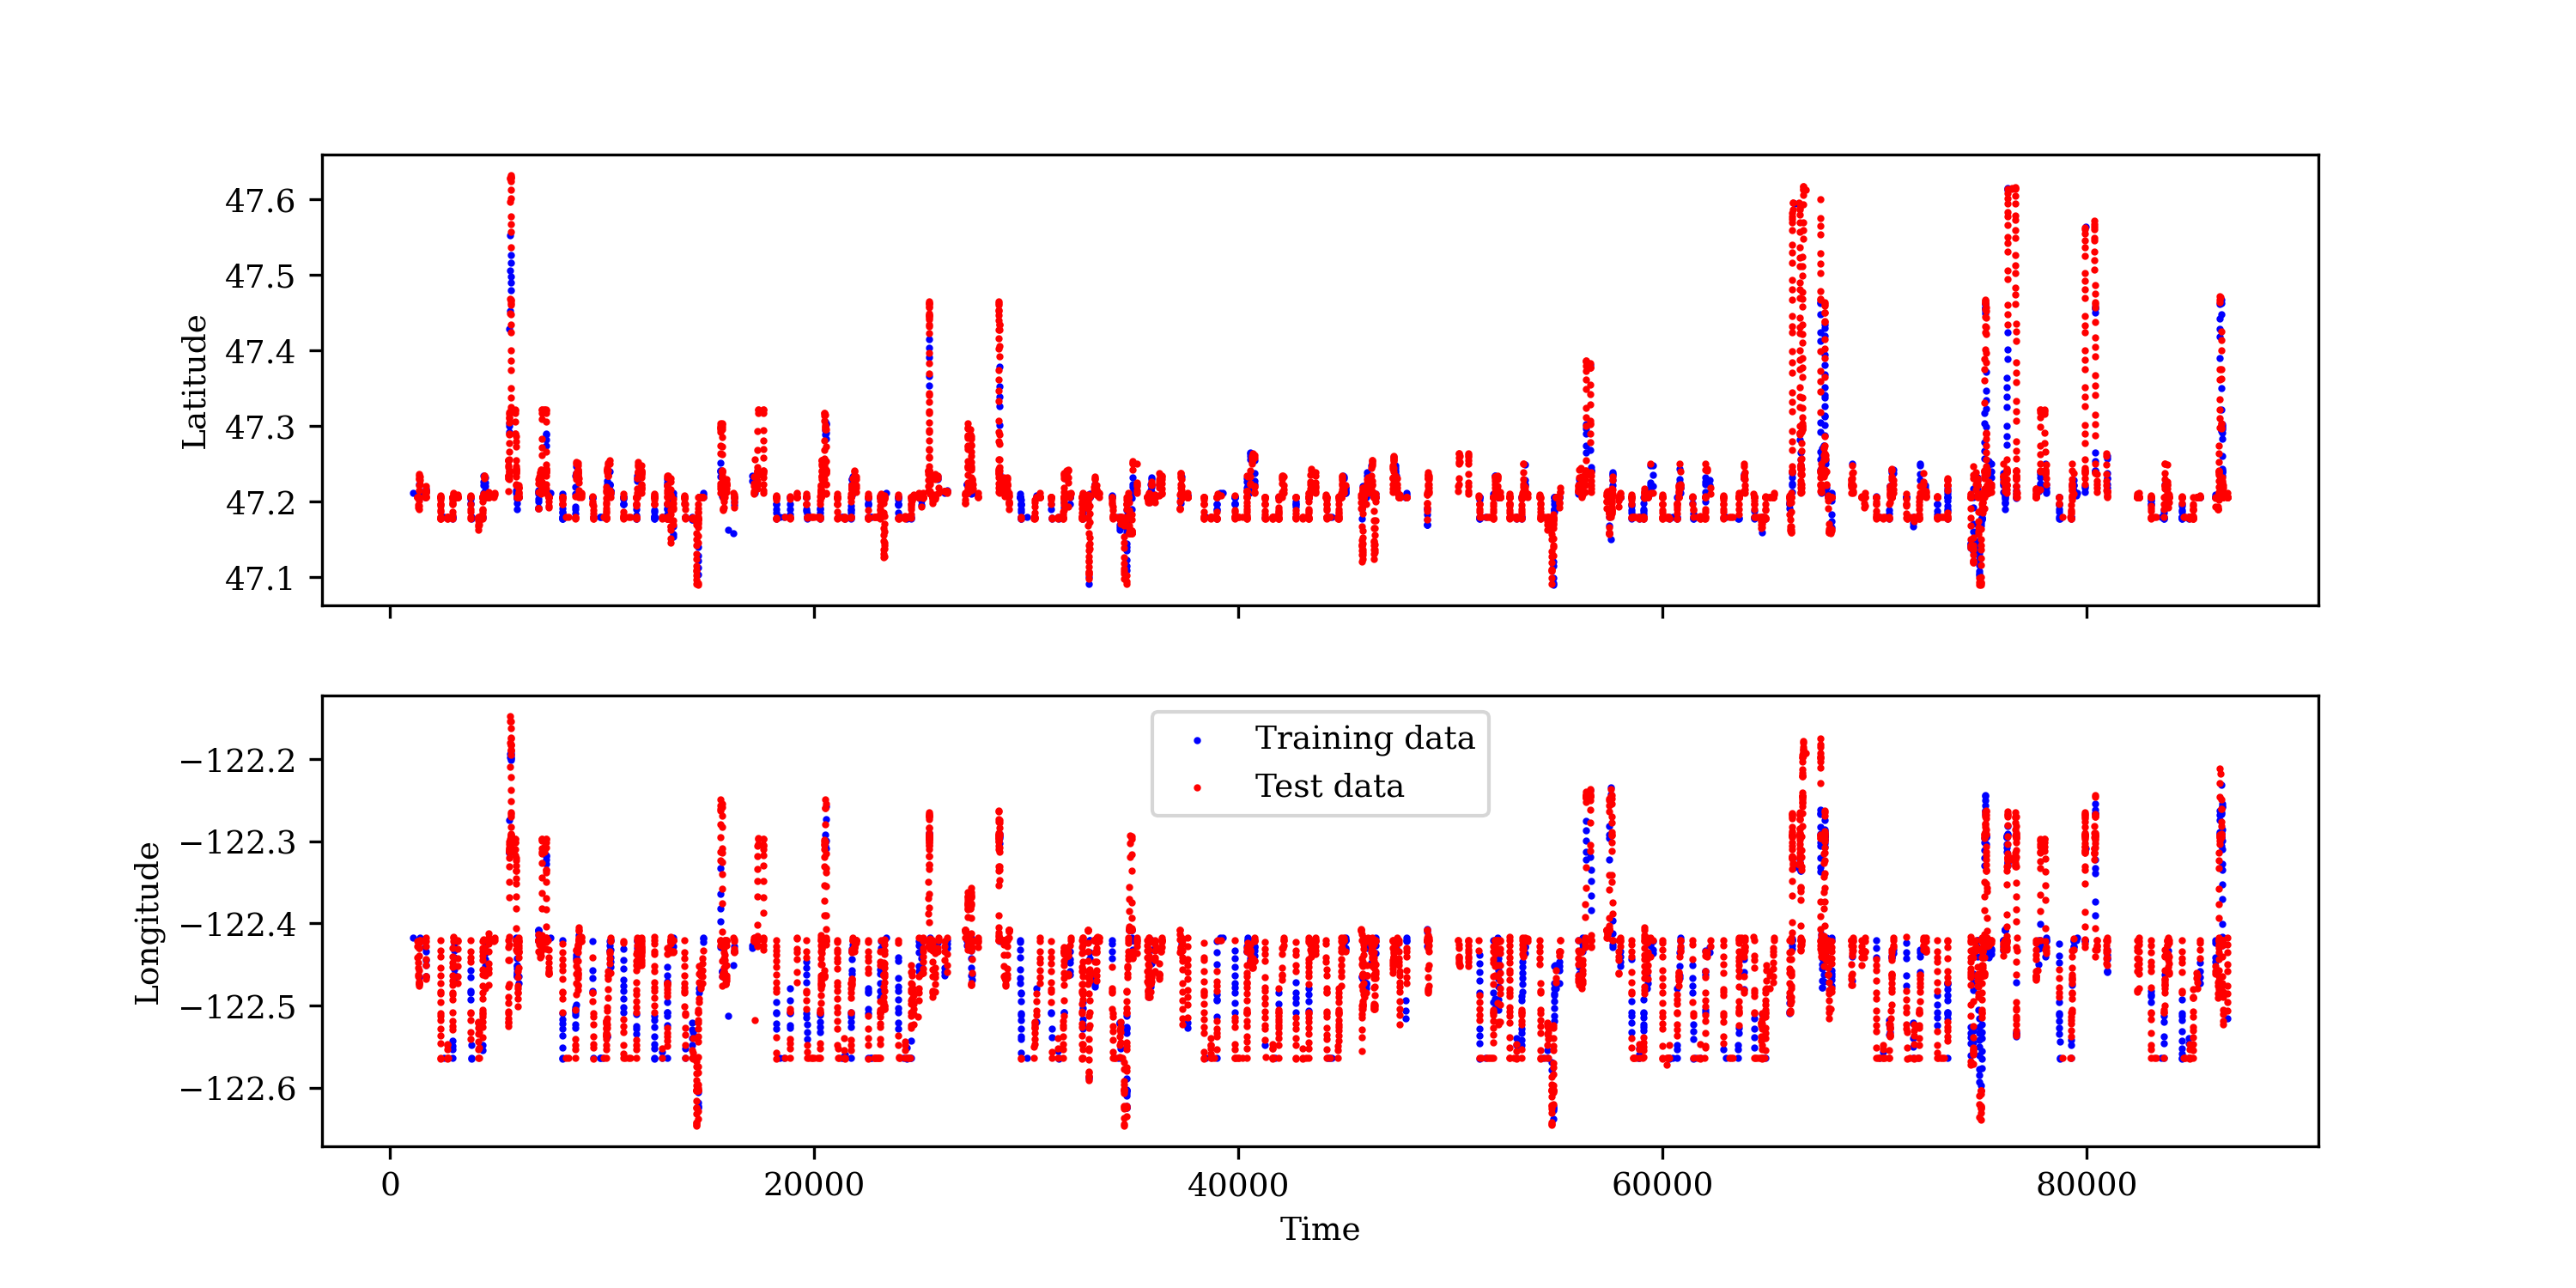 47.6
47.5
47.4
47.3
47.2
47.1
Latitude
−122.2
−122.3
−122.4
−122.5
−122.6
Longitude
Training data
Test data
0 20000 40000 60000 80000
Time